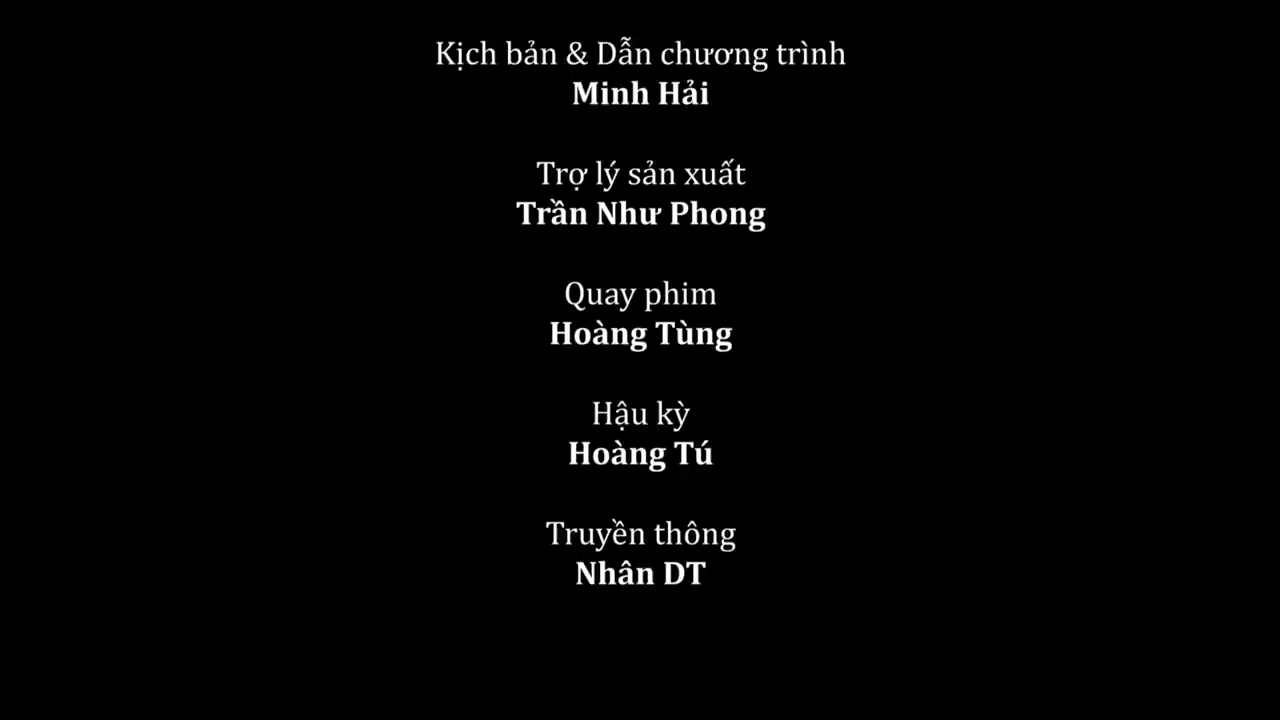 Kịch bản & Dẫn chương trình
Minh Hải
Trợ lý sản xuất
Trần Như Phong
Quay phim
Hoàng Tùng
Hậu kỳ
Hoàng Tú
Truyền thông
Nhân DT